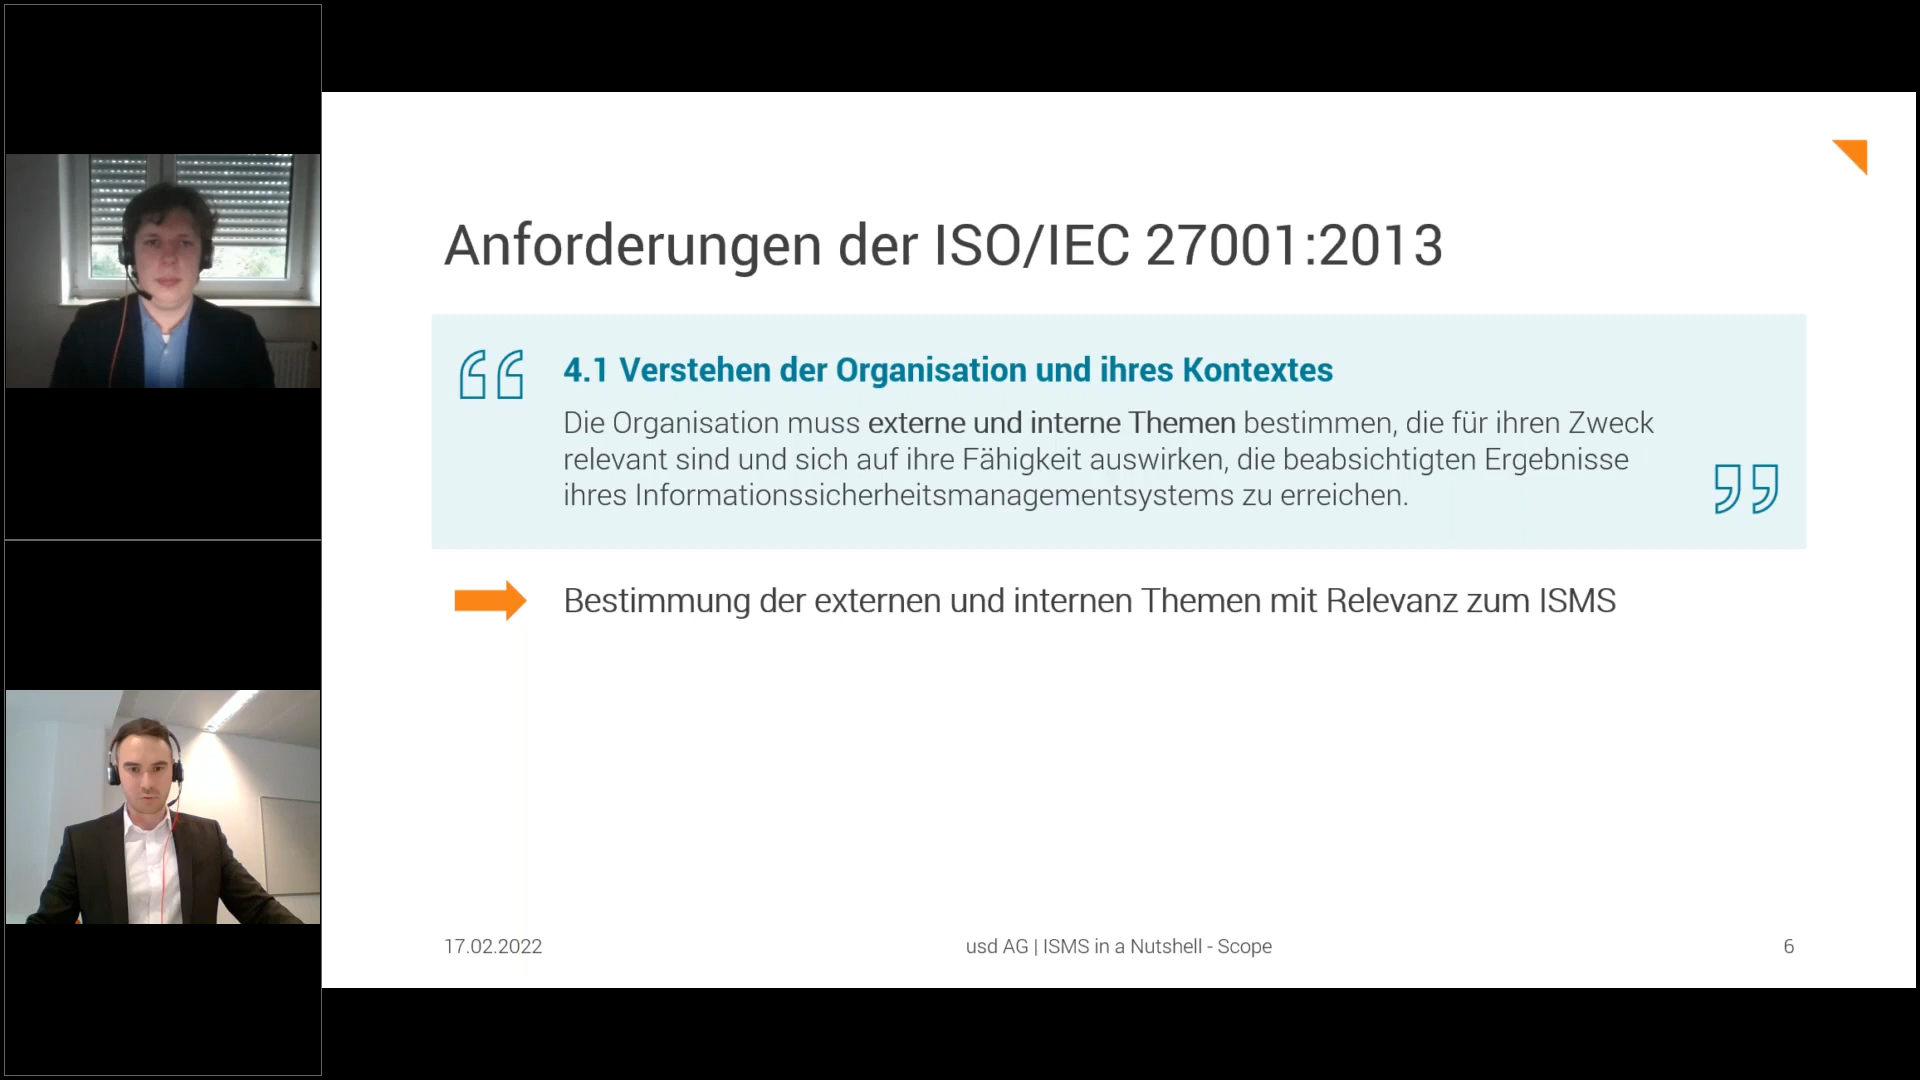 Anforderungen der ISO/IEC 27001:2013
4.1 Verstehen der Organisation und ihres Kontextes
Die Organisation muss externe und interne Themen bestimmen, die für ihren Zweck
relevant sind und sich auf ihre Fähigkeit auswirken, die beabsichtigten Ergebnisse
ihres Informationssicherheitsmanagementsystems zu erreichen.
Bestimmung der externen und internen Themen mit Relevanz zum ISMS
17.02.2022
usd AG | ISMS in a Nutshell - Scope
6